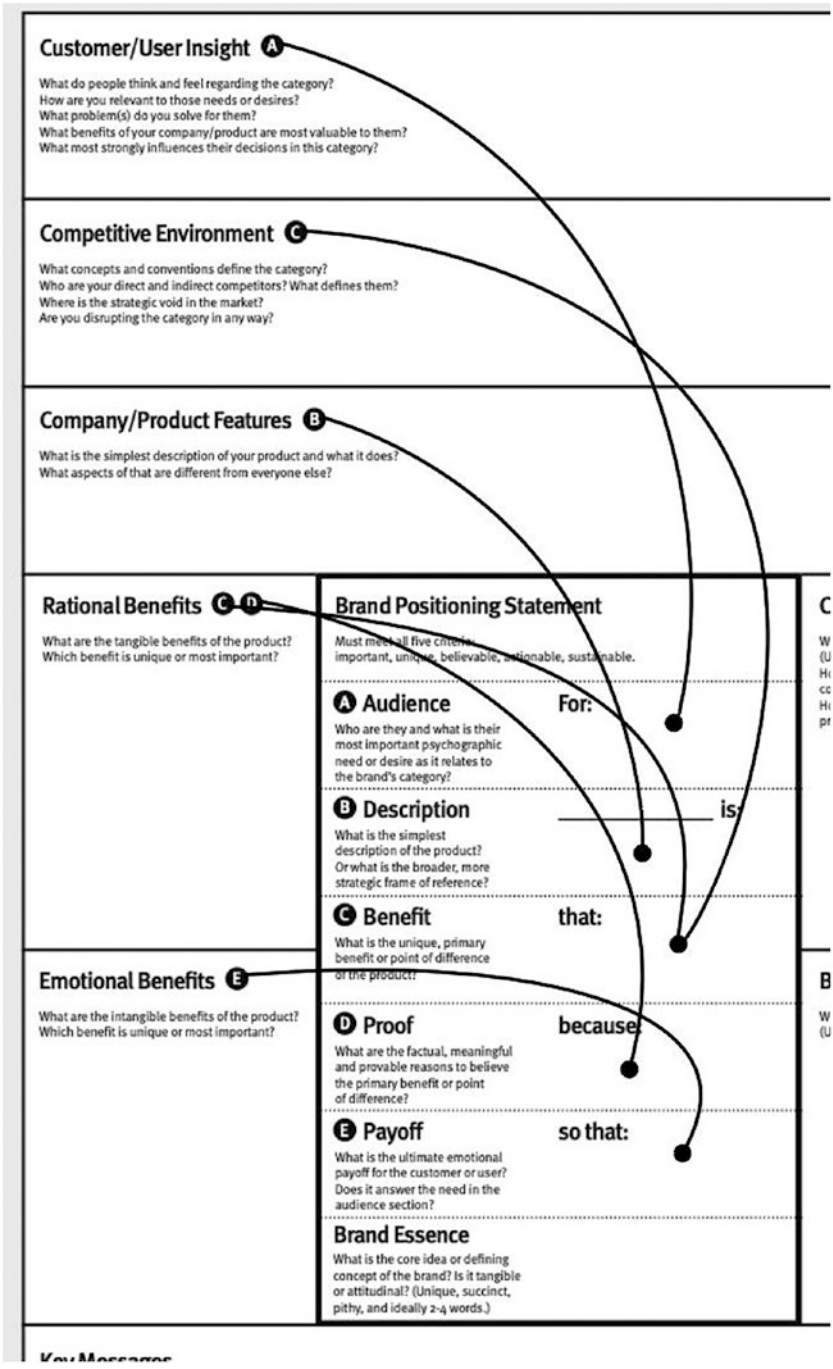 Customer/User Insight A
What do people think and feel regarding the category?
How are you relevant to those needs or desires?
What problem(s) do you solve for them?
What benefits of your company/product are most valuable to them?
What most strongly influences their decisions in this category?
Competitive Environment C
What concepts and conventions define the category?
Who are your direct and indirect competitors? What defines them?
Where is the strategic void in the market?
Are you disrupting the category in any way?
Company/Product Features B
What is the simplest description of your product and what it does?
What aspects of that are different from everyone else?
Rational Benefits C D
What are the tangible benefits of the product?
Which benefit is unique or most important?
Emotional Benefits E
What are the intangible benefits of the product?
Which benefit is unique or most important?
Brand Positioning Statement
Must meet all five criteria:
important, unique, believable, actionable, sustainable.
A Audience For:
Who are they and what is their
most important psychographic
need or desire as it relates to
the brand's category?
B Description ____________ is:
What is the simplest
description of the product?
Or what is the broader, more
strategic frame of reference?
C Benefit that:
What is the unique, primary
benefit or point of difference
of the product?
D Proof because:
What are the factual, meaningful
and provable reasons to believe
the primary benefit or point
of difference?
E Payoff so that:
What is the ultimate emotional
payoff for the customer or user?
Does it answer the need in the
audience section?
Brand Essence
What is the core idea or defining
concept of the brand? Is it tangible
or attitudinal? (Unique, succinct,
pithy, and ideally 2-4 words.)
C
W
(U
Ho
co
Ho
pr
B
W
(U
Key Messages